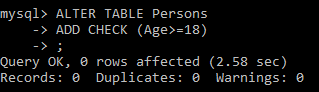 mysql> ALTER TABLE Persons
    -> ADD CHECK (Age>=18)
    -> ;
Query OK, 0 rows affected (2.58 sec)
Records: 0  Duplicates: 0  Warnings: 0